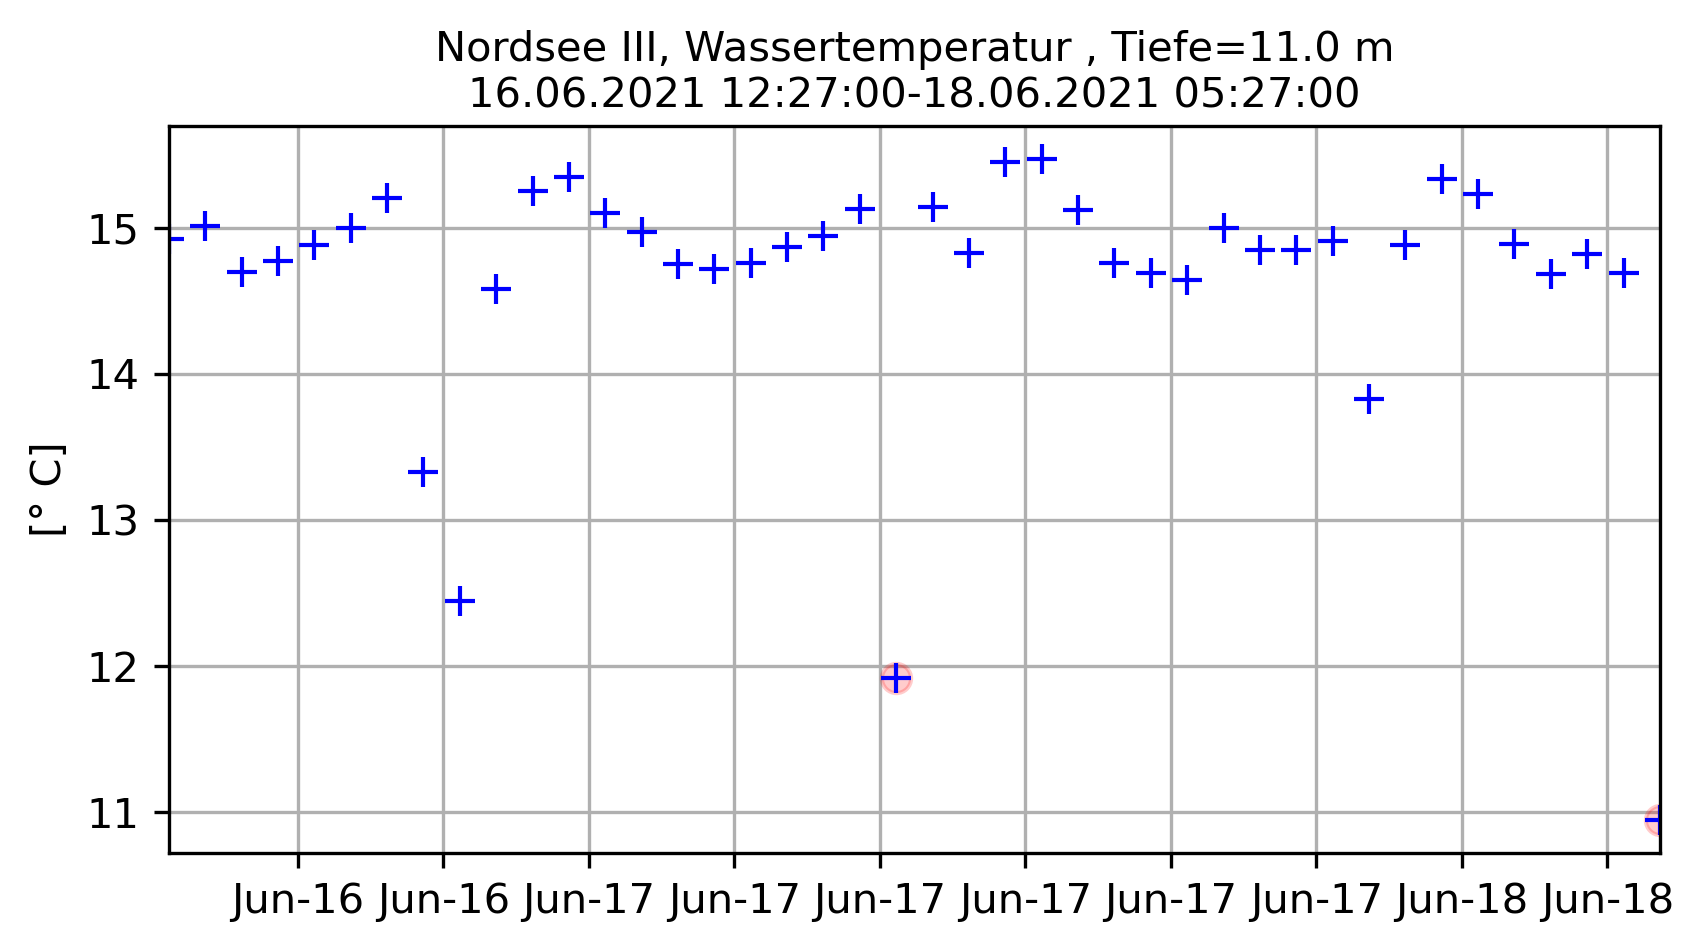 Nordsee III, Wassertemperatur , Tiefe=11.0 m
16.06.2021 12:27:00-18.06.2021 05:27:00
[° C]
15
14
13
12
11
Jun-16 Jun-16 Jun-17 Jun-17 Jun-17 Jun-17 Jun-17 Jun-17 Jun-18 Jun-18